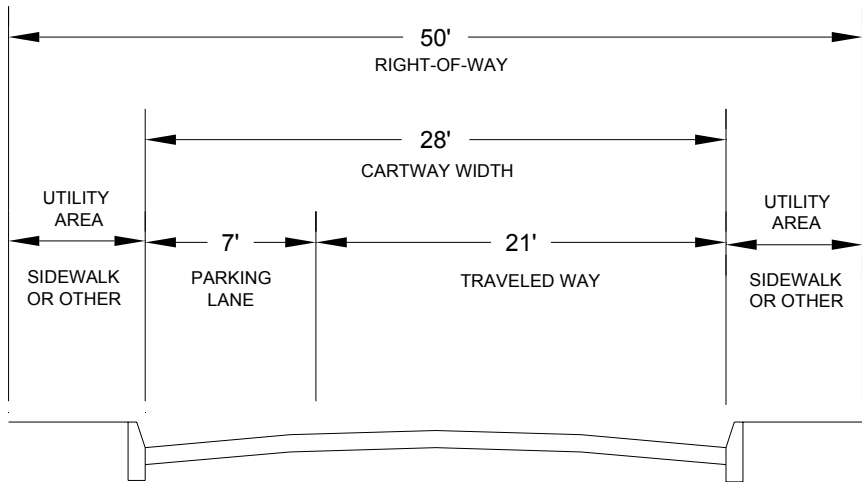 50'
RIGHT-OF-WAY
28'
CARTWAY WIDTH
UTILITY
AREA
UTILITY
AREA
7'
21'
SIDEWALK
OR OTHER
PARKING
LANE
TRAVELED WAY
SIDEWALK
OR OTHER